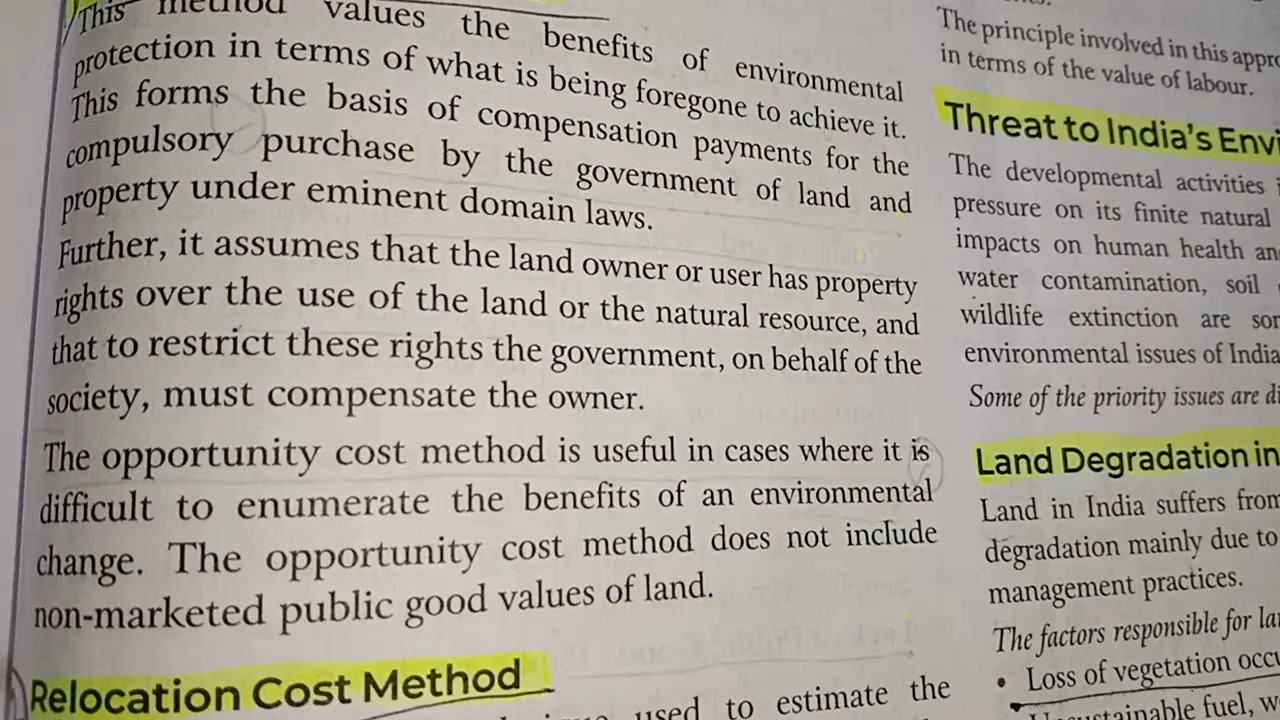 This method values the benefits of environmental
protection in terms of what is being foregone to achieve it.
This forms the basis of compensation payments for the
compulsory purchase by the government of land and
property under eminent domain laws.
Further, it assumes that the land owner or user has property
rights over the use of the land or the natural resource, and
that to restrict these rights the government, on behalf of the
society, must compensate the owner.
The opportunity cost method is useful in cases where it is
difficult to enumerate the benefits of an environmental
change. The opportunity cost method does not include
non-marketed public good values of land.
Relocation Cost Method
used to estimate the
The principle involved in this
in terms of the value of labour.
Threat to India's
The developmental activities
pressure on its finite natural
impacts on human health
water contamination, soil
wildlife extinction are
environmental issues of India
Some of the priority issues are
Land Degradation in
Land in India suffers from
degradation mainly due to
management practices.
The factors responsible for
• Loss of vegetation
fuel,